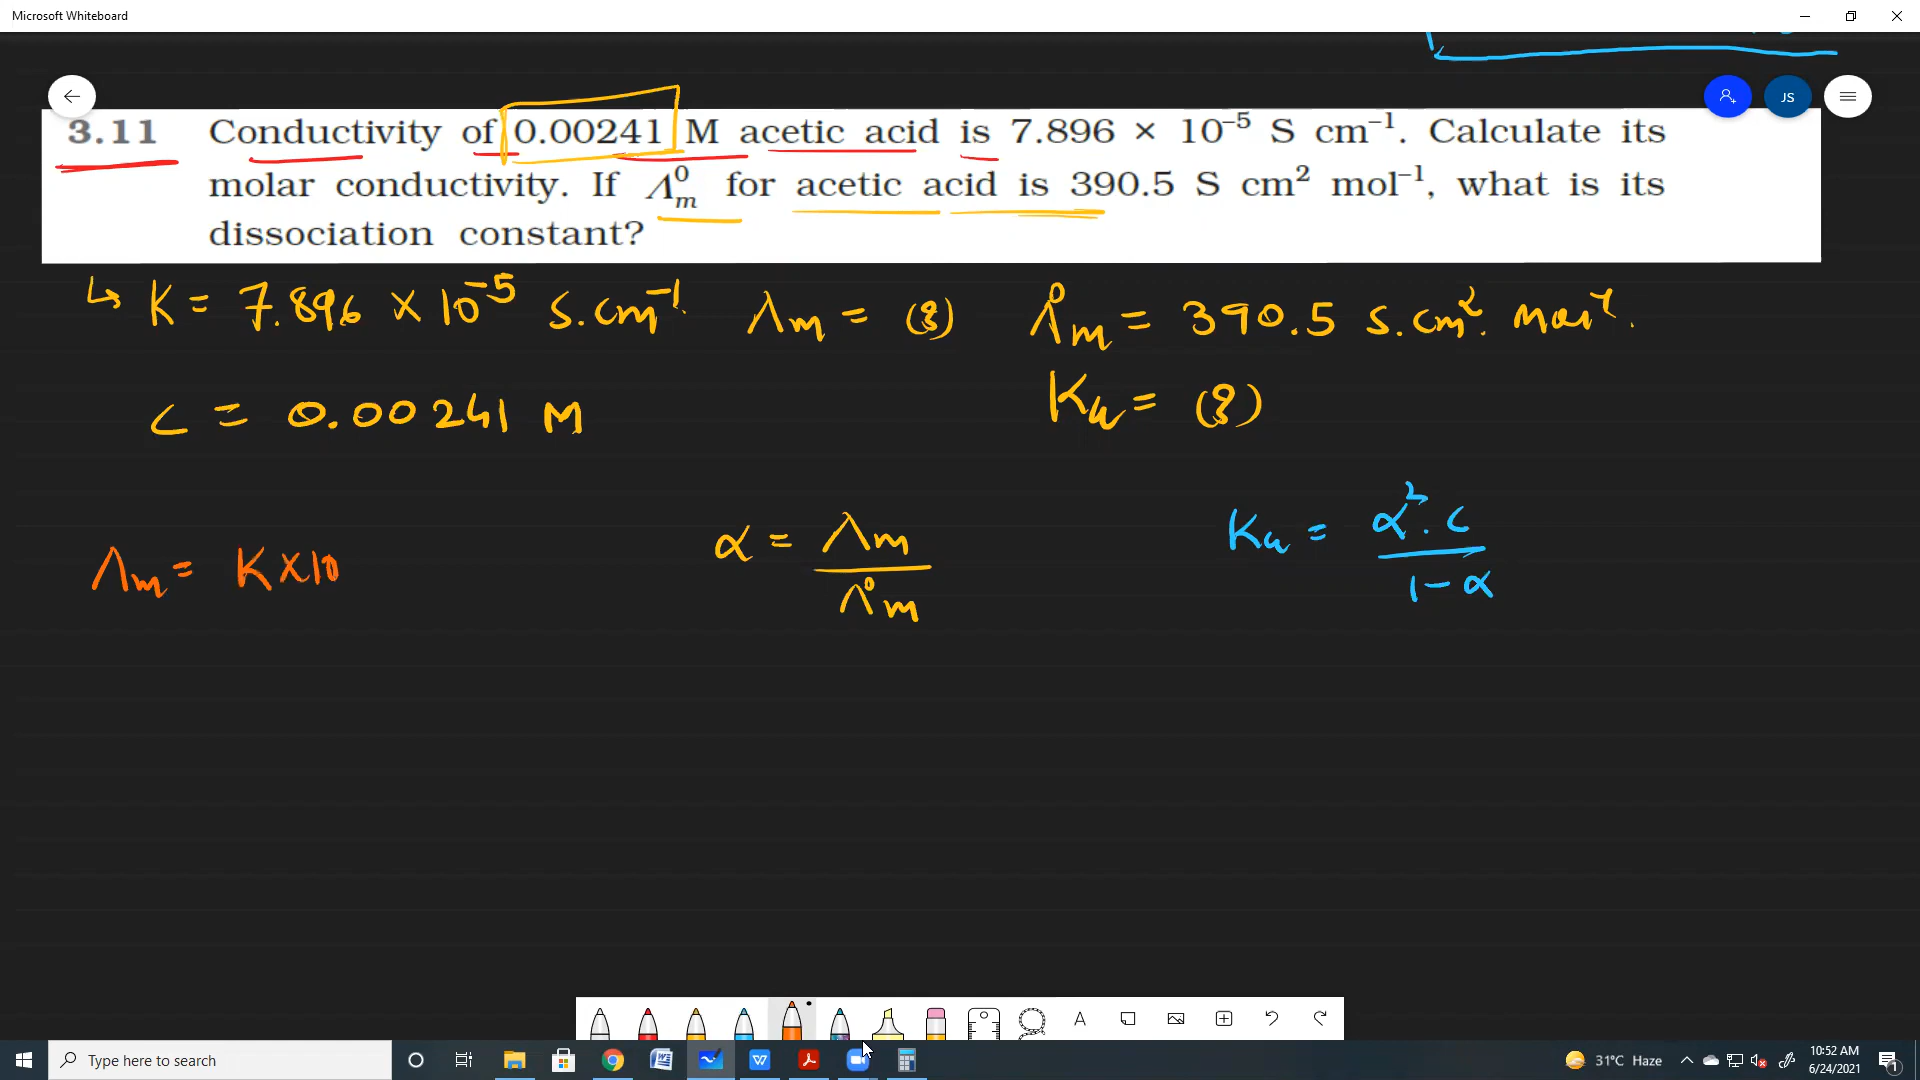 Microsoft Whiteboard
JS
3.11 Conductivity of 0.00241 M acetic acid is 7.896 × 10⁻⁵ S cm⁻¹. Calculate its
molar conductivity. If Λ⁰m for acetic acid is 390.5 S cm² mol⁻¹, what is its
dissociation constant?
↳ K = 7.896 × 10⁻⁵ S.cm⁻¹ Λm = (?) Λ⁰m = 390.5 S.cm². mol⁻¹.
C = 0.00241 M Ka = (?)
Λm = K×10 α = Λm / Λ⁰m Ka = α².C / 1-α
A
Type here to search
31°C Haze
10:52 AM
6/24/2021
1